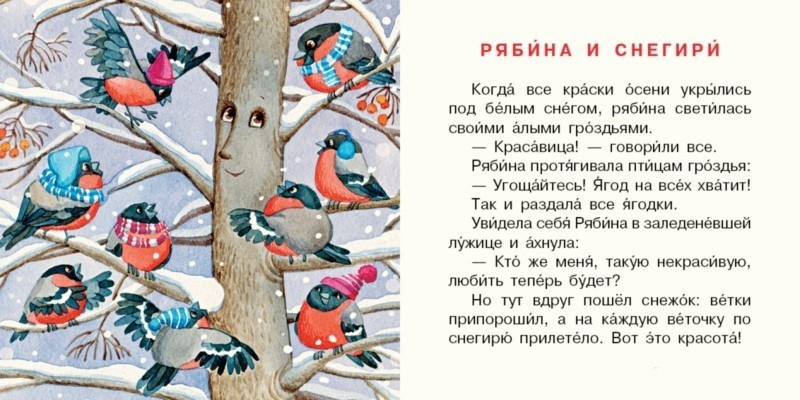 РЯБИ́НА И СНЕГИРИ́
Когда́ все кра́ски о́сени укры́лись
под бе́лым сне́гом, ряби́на свети́лась
свои́ми а́лыми гро́здьями.
— Краса́вица! — говори́ли все.
Ряби́на протя́гивала пти́цам гро́здья:
— Угоща́йтесь! Я́год на все́х хва́тит!
Так и раздала́ все я́годки.
Уви́дела себя́ Ряби́на в заледене́вшей
лу́жице и а́хнула:
— Кто́ же меня́, таку́ю некраси́вую,
люби́ть тепе́рь бу́дет?
Но тут вдруг пошёл снежо́к: ве́тки
припороши́л, а на ка́ждую ве́точку по
снегирю́ прилете́ло. Вот э́то красота́!